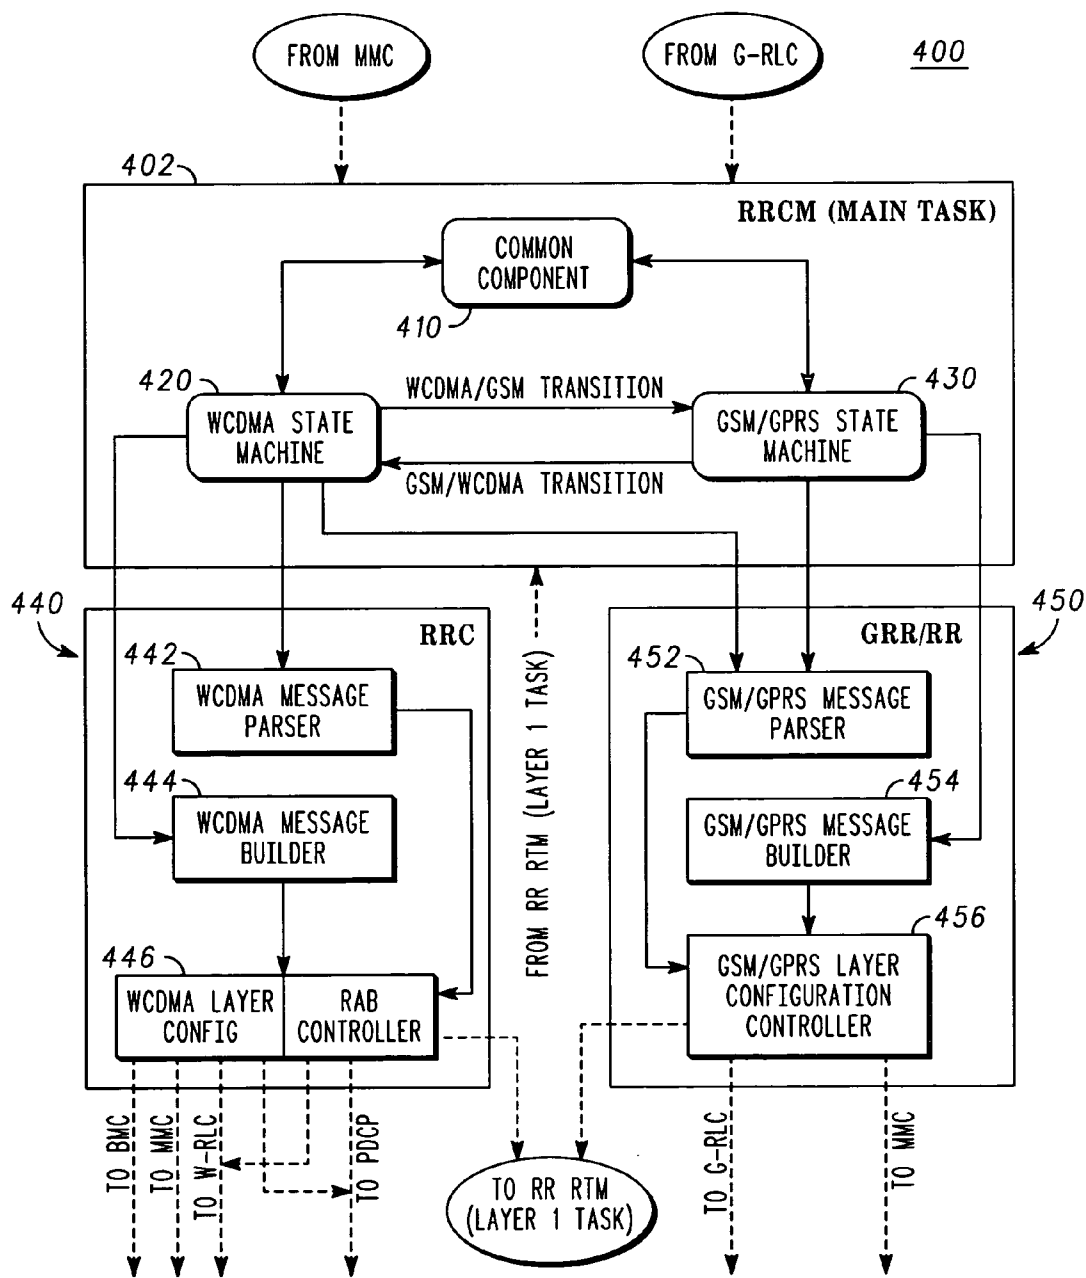 FROM MMC
FROM G-RLC
400
402
RRCM (MAIN TASK)
COMMON
COMPONENT
410
420
WCDMA/GSM TRANSITION
430
WCDMA STATE
MACHINE
GSM/GPRS STATE
MACHINE
GSM/WCDMA TRANSITION
440
RRC
GRR/RR
450
442
WCDMA MESSAGE
PARSER
452
GSM/GPRS MESSAGE
PARSER
FROM RR RTM (LAYER 1 TASK)
444
WCDMA MESSAGE
BUILDER
454
GSM/GPRS MESSAGE
BUILDER
446
WCDMA LAYER
CONFIG
RAB
CONTROLLER
456
GSM/GPRS LAYER
CONFIGURATION
CONTROLLER
TO BMC
TO MMC
TO W-RLC
TO PDCP
TO RR RTM
(LAYER 1 TASK)
TO G-RLC
TO MMC